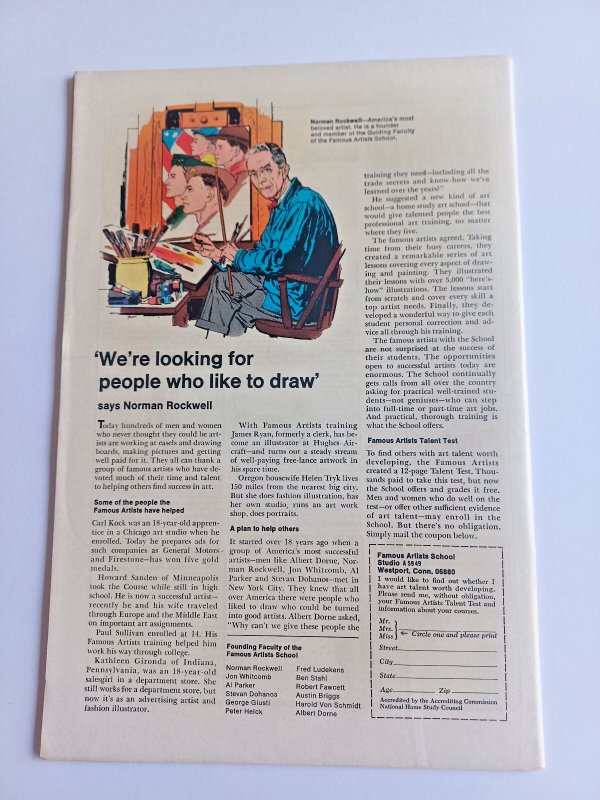 Norman Rockwell—America's most
beloved artist. He is a founder
and member of the Guiding Faculty
of the Famous Artists School.
'We're looking for
people who like to draw'
says Norman Rockwell
Today hundreds of men and women
who never thought they could be art-
ists are working at easels and drawing
boards, making pictures and getting
well paid for it. They all can thank a
group of famous artists who have de-
voted much of their time and talent
to helping others find success in art.
Some of the people the
Famous Artists have helped
Carl Kock was an 18-year-old appren-
tice in a Chicago art studio when he
enrolled. Today he prepares ads for
such companies as General Motors
and Firestone—has won five gold
medals.
Howard Sanden of Minneapolis
took the Course while still in high
school. He is now a successful artist—
recently he and his wife traveled
through Europe and the Middle East
on important art assignments.
Paul Sullivan enrolled at 14. His
Famous Artists training helped him
work his way through college.
Kathleen Gironda of Indiana,
Pennsylvania, was an 18-year-old
salesgirl in a department store. She
still works for a department store, but
now it's as an advertising artist and
fashion illustrator.
With Famous Artists training
James Ryan, formerly a clerk, has be-
come an illustrator at Hughes Air-
craft—and turns out a steady stream
of well-paying free-lance artwork in
his spare time.
Oregon housewife Helen Tryk lives
150 miles from the nearest big city.
But she does fashion illustration, has
her own studio, runs an art work
shop, does portraits.
A plan to help others
It started over 18 years ago when a
group of America's most successful
artists—men like Albert Dorne, Nor-
man Rockwell, Jon Whitcomb, Al
Parker and Stevan Dohanos—met in
New York City. They knew that all
over America there were people who
liked to draw who could be turned
into good artists. Albert Dorne asked,
"Why can't we give these people the
Founding Faculty of the
Famous Artists School
Norman Rockwell
Jon Whitcomb
Al Parker
Stevan Dohanos
George Giusti
Peter Helck
Fred Ludekens
Ben Stahl
Robert Fawcett
Austin Briggs
Harold Von Schmidt
Albert Dorne
training they need—including all the
trade secrets and know-how we've
learned over the years?"
He suggested a new kind of art
school—a home study art school—that
would give talented people the best
professional art training, no matter
where they live.
The famous artists agreed. Taking
time from their busy careers, they
created a remarkable series of art
lessons covering every aspect of draw-
ing and painting. They illustrated
their lessons with over 5,000 "here's-
how" illustrations. The lessons start
from scratch and cover every skill a
top artist needs. Finally, they de-
veloped a wonderful way to give each
student personal correction and ad-
vice all through his training.
The famous artists with the School
are not surprised at the success of
their students. The opportunities
open to successful artists today are
enormous. The School continually
gets calls from all over the country
asking for practical well-trained stu-
dents—not geniuses—who can step
into full-time or part-time art jobs.
And practical, thorough training is
what the School offers.
Famous Artists Talent Test
To find others with art talent worth
developing, the Famous Artists
created a 12-page Talent Test. Thou-
sands paid to take this test, but now
the School offers and grades it free.
Men and women who do well on the
test—or offer other sufficient evidence
of art talent—may enroll in the
School. But there's no obligation.
Simply mail the coupon below.
Famous Artists School
Studio A 1949
Westport, Conn. 06880
I would like to find out whether I
have art talent worth developing.
Please send me, without obligation,
your Famous Artists Talent Test and
information about your courses.
Mr.
Mrs.
Miss
← Circle one and please print
Street
City
State
Age Zip
Accredited by the Accrediting Commission
National Home Study Council